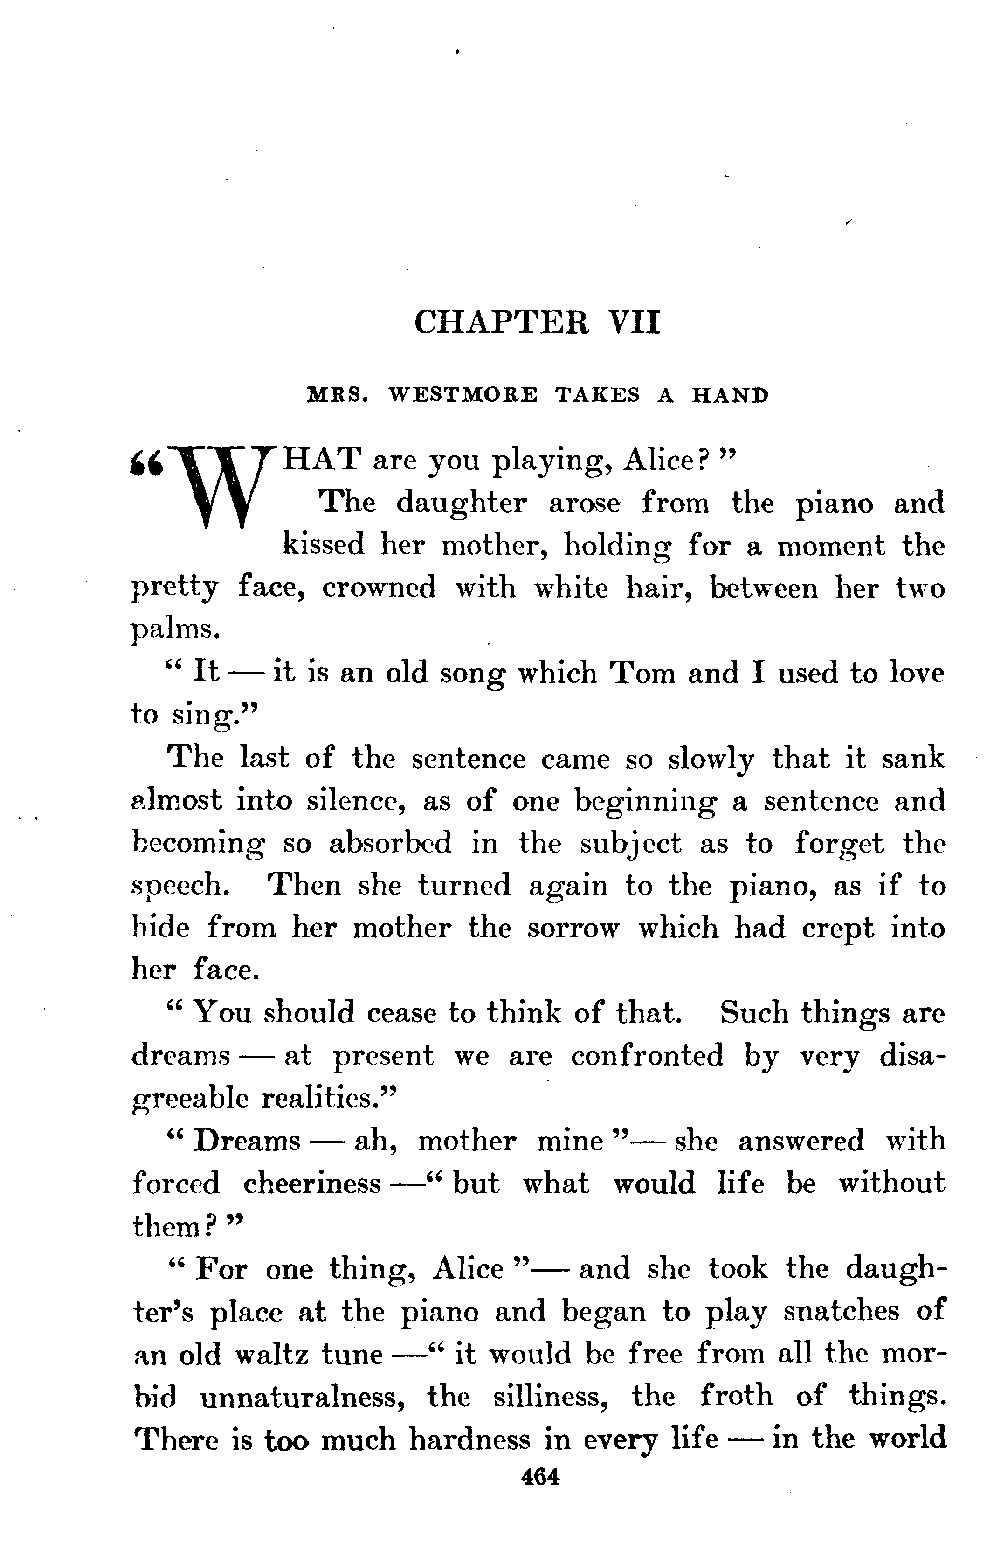 CHAPTER VII
MRS. WESTMORE TAKES A HAND
“WHAT are you playing, Alice?”
The daughter arose from the piano and
kissed her mother, holding for a moment the
pretty face, crowned with white hair, between her two
palms.
“It — it is an old song which Tom and I used to love
to sing.”
The last of the sentence came so slowly that it sank
almost into silence, as of one beginning a sentence and
becoming so absorbed in the subject as to forget the
speech. Then she turned again to the piano, as if to
hide from her mother the sorrow which had crept into
her face.
“You should cease to think of that. Such things are
dreams — at present we are confronted by very disa-
greeable realities.”
“Dreams — ah, mother mine”— she answered with
forced cheeriness —“but what would life be without
them?”
“For one thing, Alice”— and she took the daugh-
ter’s place at the piano and began to play snatches of
an old waltz tune —“it would be free from all the mor-
bid unnaturalness, the silliness, the froth of things.
There is too much hardness in every life — in the world
464